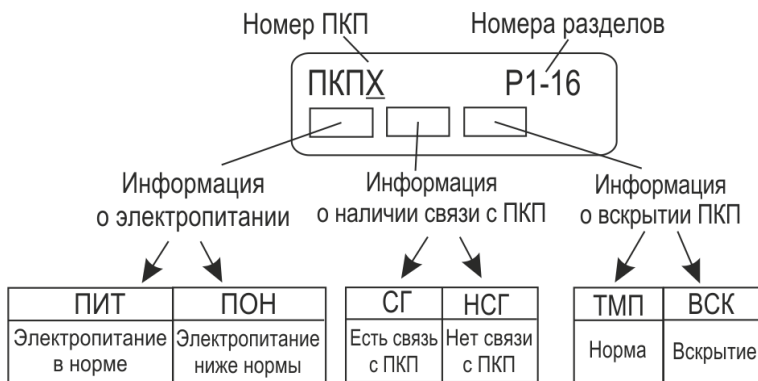 Номер ПКП Номера разделов
ПКПX Р1-16
Информация о электропитании
Информация о наличии связи с ПКП
Информация о вскрытии ПКП
ПИТ ПОН
Электропитание в норме
Электропитание ниже нормы
СГ НСГ
Есть связь с ПКП
Нет связи с ПКП
ТМП ВСК
Норма Вскрытие